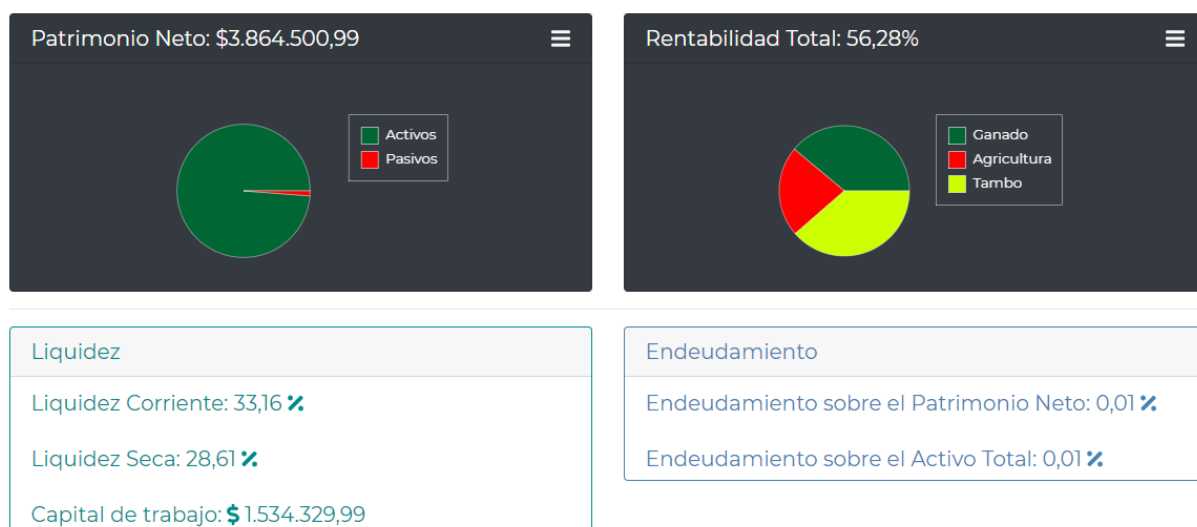 Patrimonio Neto: $3.864.500,99
Activos
Pasivos
Rentabilidad Total: 56,28%
Ganado
Agricultura
Tambo
Liquidez
Liquidez Corriente: 33,16 %
Liquidez Seca: 28,61 %
Capital de trabajo: $ 1.534.329,99
Endeudamiento
Endeudamiento sobre el Patrimonio Neto: 0,01 %
Endeudamiento sobre el Activo Total: 0,01 %